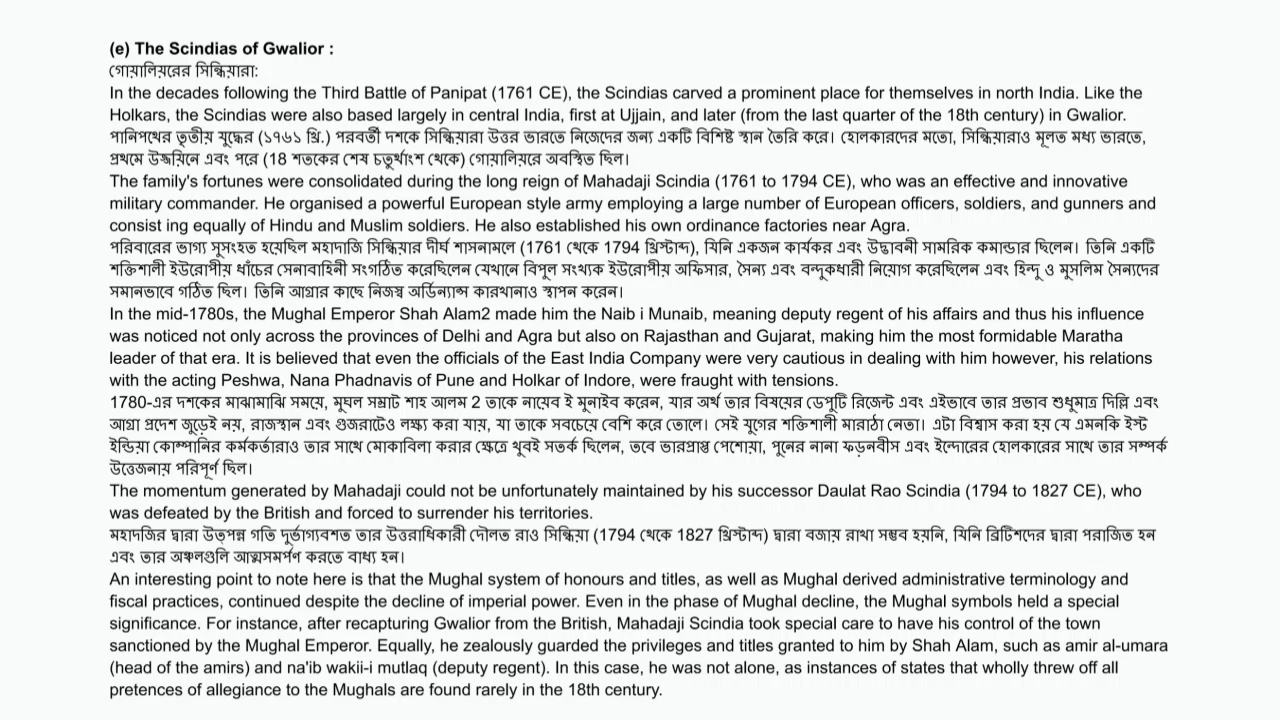 (e) The Scindias of Gwalior :
গোয়ালিয়রের সিন্ধিয়ারা:
In the decades following the Third Battle of Panipat (1761 CE), the Scindias carved a prominent place for themselves in north India. Like the
Holkars, the Scindias were also based largely in central India, first at Ujjain, and later (from the last quarter of the 18th century) in Gwalior.
পানিপথের তৃতীয় যুদ্ধের (১৭৬১ খ্রি.) পরবর্তী দশকে সিন্ধিয়ারা উত্তর ভারতে নিজেদের জন্য একটি বিশিষ্ট স্থান তৈরি করে। হোলকারদের মতো, সিন্ধিয়ারাও মূলত মধ্য ভারতে,
প্রথমে উজ্জয়িনে এবং পরে (18 শতকের শেষ চতুর্থাংশ থেকে) গোয়ালিয়রে অবস্থিত ছিল।
The family's fortunes were consolidated during the long reign of Mahadaji Scindia (1761 to 1794 CE), who was an effective and innovative
military commander. He organised a powerful European style army employing a large number of European officers, soldiers, and gunners and
consist ing equally of Hindu and Muslim soldiers. He also established his own ordinance factories near Agra.
পরিবারের ভাগ্য সুসংহত হয়েছিল মহাদাজি সিন্ধিয়ার দীর্ঘ শাসনামলে (1761 থেকে 1794 খ্রিস্টাব্দ), যিনি একজন কার্যকর এবং উদ্ভাবনী সামরিক কমান্ডার ছিলেন। তিনি একটি
শক্তিশালী ইউরোপীয় ধাঁচের সেনাবাহিনী সংগঠিত করেছিলেন যেখানে বিপুল সংখ্যক ইউরোপীয় অফিসার, সৈন্য এবং বন্দুকধারী নিয়োগ করেছিলেন এবং হিন্দু ও মুসলিম সৈন্যদের
সমানভাবে গঠিত ছিল। তিনি আগ্রার কাছে নিজস্ব অর্ডিন্যান্স কারখানাও স্থাপন করেন।
In the mid-1780s, the Mughal Emperor Shah Alam2 made him the Naib i Munaib, meaning deputy regent of his affairs and thus his influence
was noticed not only across the provinces of Delhi and Agra but also on Rajasthan and Gujarat, making him the most formidable Maratha
leader of that era. It is believed that even the officials of the East India Company were very cautious in dealing with him however, his relations
with the acting Peshwa, Nana Phadnavis of Pune and Holkar of Indore, were fraught with tensions.
1780-এর দশকের মাঝামাঝি সময়ে, মুঘল সম্রাট শাহ আলম 2 তাকে নায়েব ই মুনাইব করেন, যার অর্থ তার বিষয়ের ডেপুটি রিজেন্ট এবং এইভাবে তার প্রভাব শুধুমাত্র দিল্লি এবং
আগ্রা প্রদেশ জুড়েই নয়, রাজস্থান এবং গুজরাটেও লক্ষ্য করা যায়, যা তাকে সবচেয়ে বেশি করে তোলে। সেই যুগের শক্তিশালী মারাঠা নেতা। এটা বিশ্বাস করা হয় যে এমনকি ইস্ট
ইন্ডিয়া কোম্পানির কর্মকর্তারাও তার সাথে মোকাবিলা করার ক্ষেত্রে খুবই সতর্ক ছিলেন, তবে ভারপ্রাপ্ত পেশোয়া, পুনের নানা ফড়নবীস এবং ইন্দোরের হোলকারের সাথে তার সম্পর্ক
উত্তেজনায় পরিপূর্ণ ছিল।
The momentum generated by Mahadaji could not be unfortunately maintained by his successor Daulat Rao Scindia (1794 to 1827 CE), who
was defeated by the British and forced to surrender his territories.
মহাদজির দ্বারা উত্পন্ন গতি দুর্ভাগ্যবশত তার উত্তরাধিকারী দৌলত রাও সিন্ধিয়া (1794 থেকে 1827 খ্রিস্টাব্দ) দ্বারা বজায় রাখা সম্ভব হয়নি, যিনি ব্রিটিশদের দ্বারা পরাজিত হন
এবং তার অঞ্চলগুলি আত্মসমর্পণ করতে বাধ্য হন।
An interesting point to note here is that the Mughal system of honours and titles, as well as Mughal derived administrative terminology and
fiscal practices, continued despite the decline of imperial power. Even in the phase of Mughal decline, the Mughal symbols held a special
significance. For instance, after recapturing Gwalior from the British, Mahadaji Scindia took special care to have his control of the town
sanctioned by the Mughal Emperor. Equally, he zealously guarded the privileges and titles granted to him by Shah Alam, such as amir al-umara
(head of the amirs) and na'ib wakii-i mutlaq (deputy regent). In this case, he was not alone, as instances of states that wholly threw off all
pretences of allegiance to the Mughals are found rarely in the 18th century.